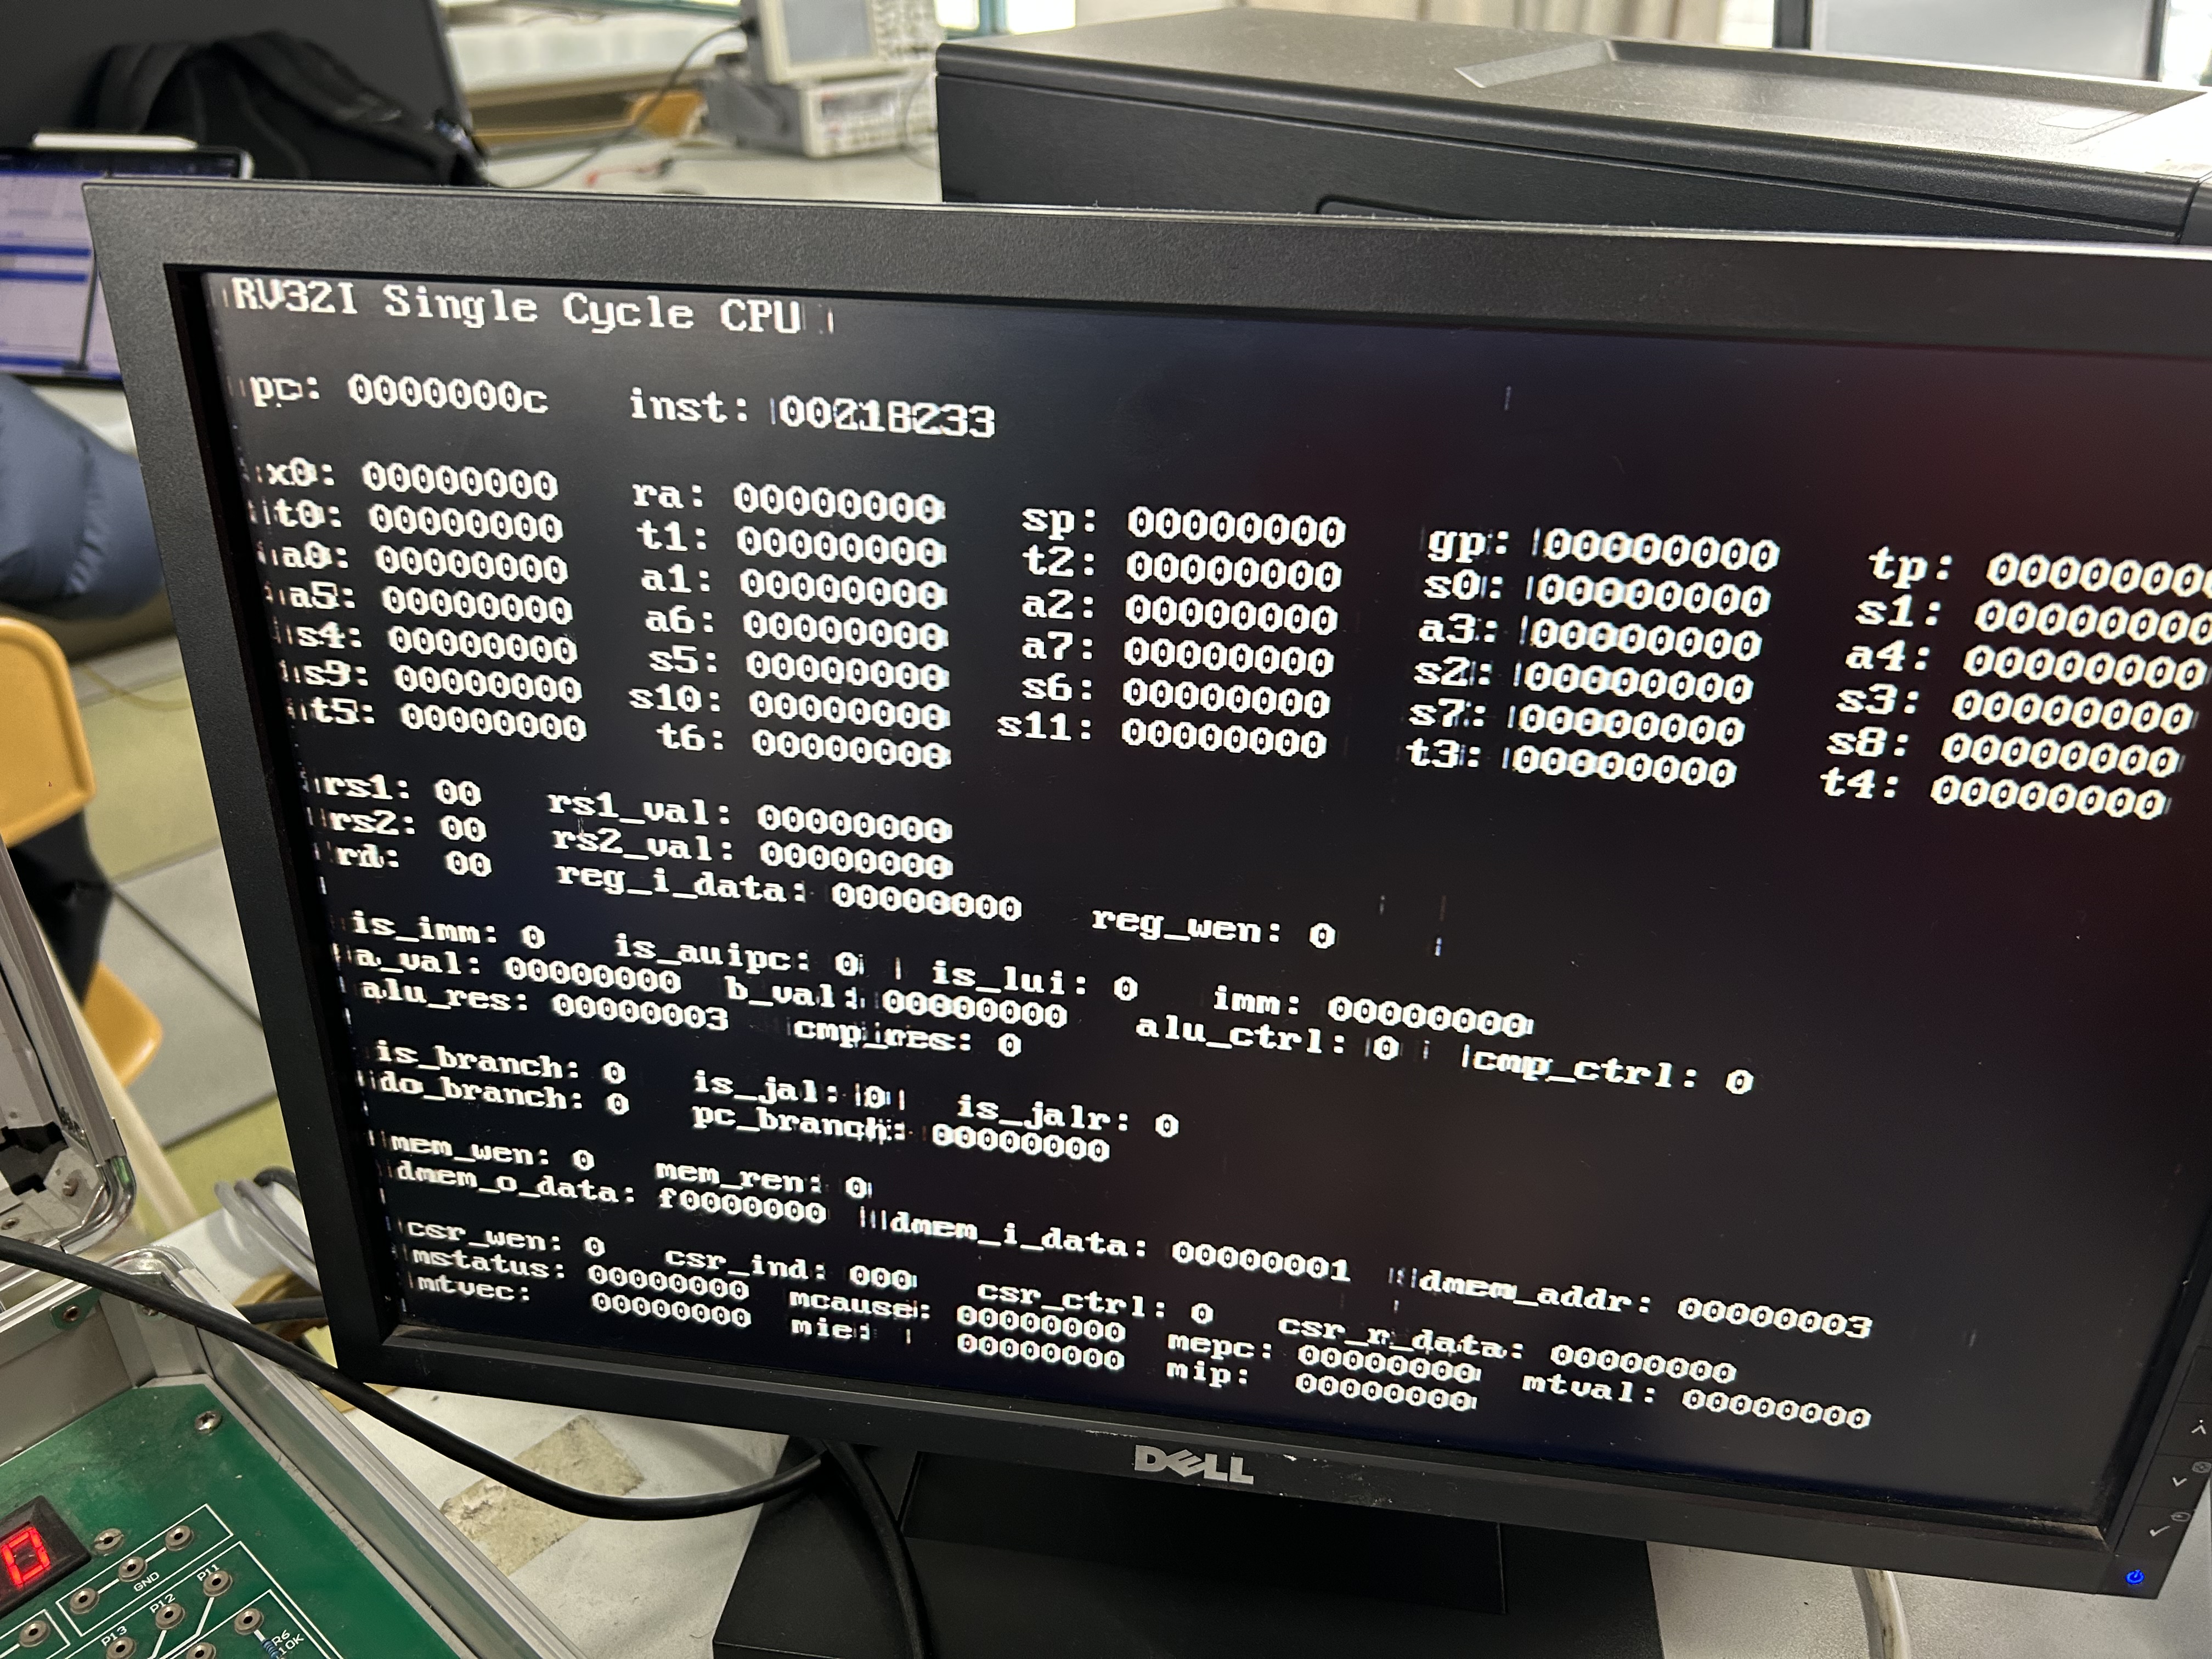 RV32I Single Cycle CPU
pc: 0000000c inst: 0021B233
x0: 00000000 ra: 00000000 sp: 00000000 gp: 00000000 tp: 00000000
t0: 00000000 t1: 00000000 t2: 00000000 s0: 00000000 s1: 00000000
a0: 00000000 a1: 00000000 a2: 00000000 a3: 00000000 a4: 00000000
a5: 00000000 a6: 00000000 a7: 00000000 s2: 00000000 s3: 00000000
s4: 00000000 s5: 00000000 s6: 00000000 s7: 00000000 s8: 00000000
s9: 00000000 s10: 00000000 s11: 00000000 t3: 00000000 t4: 00000000
t5: 00000000 t6: 00000000
rs1: 00 rs1_val: 00000000
rs2: 00 rs2_val: 00000000
rd: 00 reg_i_data: 00000000 reg_wen: 0
is_imm: 0 is_auipc: 0 is_lui: 0 imm: 00000000
a_val: 00000000 b_val: 00000000 alu_ctrl: 0 cmp_ctrl: 0
alu_res: 00000003 cmp_res: 0
is_branch: 0 is_jal: 0 is_jalr: 0
do_branch: 0 pc_branch: 00000000
mem_wen: 0 mem_ren: 0
dmem_o_data: f0000000 dmem_i_data: 00000001 dmem_addr: 00000003
csr_wen: 0 csr_ind: 000 csr_ctrl: 0 csr_r_data: 00000000
mstatus: 00000000 mcause: 00000000 mepc: 00000000 mtval: 00000000
mtvec: 00000000 mie: 00000000 mip: 00000000
DELL
0
GND
P11
P12
P13
R6
10K